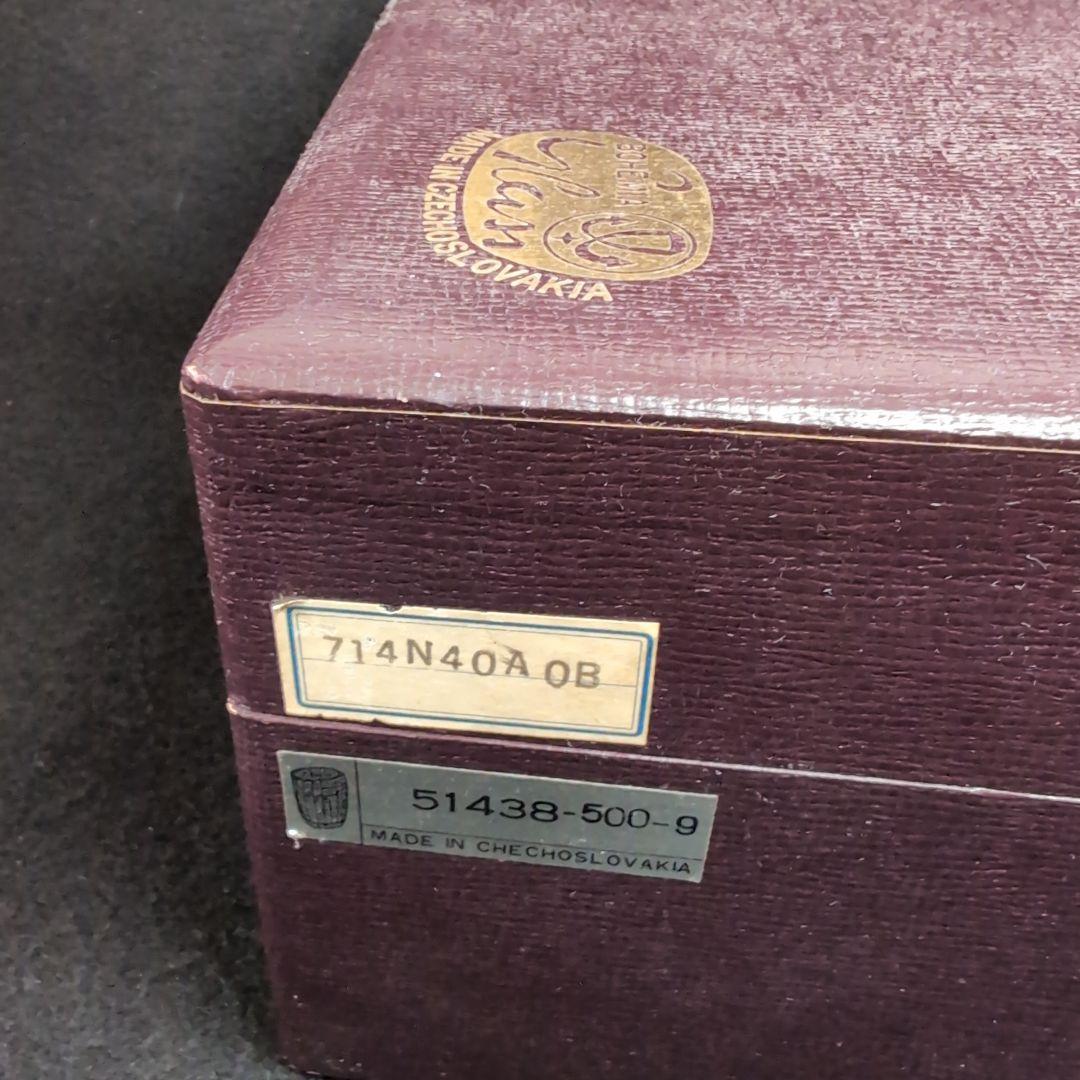 BOHEMIA
Glass
MADE IN CZECHOSLOVAKIA
714N40A 0B
51438-500-9
MADE IN CHECHOSLOVAKIA